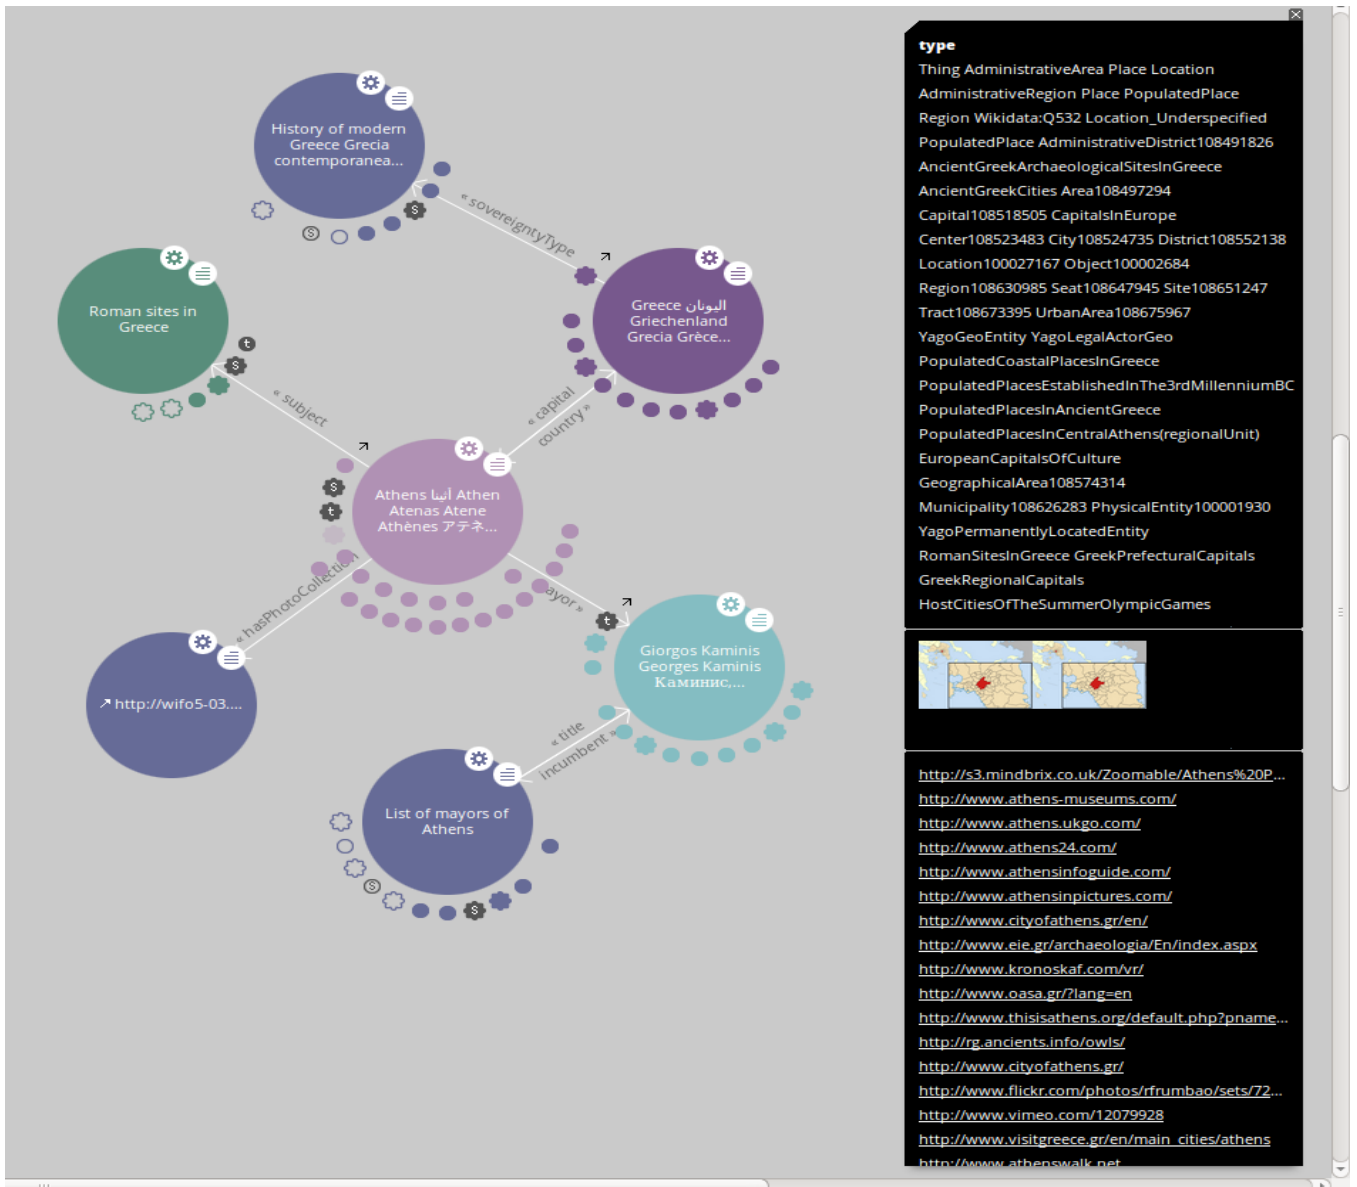 History of modern
Greece Grecia
contemporanea...
« sovereigntyType
Roman sites in
Greece
Greece اليونان
Griechenland
Grecia Grèce...
t
S
S
S
« subject
« capital
country »
Athens أثينا Athen
Atenas Atene
Athènes アテネ...
S
t
« hasPhotoCollection
ayor »
t
Giorgos Kaminis
Georges Kaminis
Каминис,...
http://wifo5-03....
« title
incumbent »
List of mayors of
Athens
S
S
type
Thing AdministrativeArea Place Location
AdministrativeRegion Place PopulatedPlace
Region Wikidata:Q532 Location_Underspecified
PopulatedPlace AdministrativeDistrict108491826
AncientGreekArchaeologicalSitesInGreece
AncientGreekCities Area108497294
Capital108518505 CapitalsInEurope
Center108523483 City108524735 District108552138
Location100027167 Object100002684
Region108630985 Seat108647945 Site108651247
Tract108673395 UrbanArea108675967
YagoGeoEntity YagoLegalActorGeo
PopulatedCoastalPlacesInGreece
PopulatedPlacesEstablishedInThe3rdMillenniumBC
PopulatedPlacesInAncientGreece
PopulatedPlacesInCentralAthens(regionalUnit)
EuropeanCapitalsOfCulture
GeographicalArea108574314
Municipality108626283 PhysicalEntity100001930
YagoPermanentlyLocatedEntity
RomanSitesInGreece GreekPrefecturalCapitals
GreekRegionalCapitals
HostCitiesOfTheSummerOlympicGames
http://s3.mindbrix.co.uk/Zoomable/Athens%20P...
http://www.athens-museums.com/
http://www.athens.ukgo.com/
http://www.athens24.com/
http://www.athensinfoguide.com/
http://www.athensinpictures.com/
http://www.cityofathens.gr/en/
http://www.eie.gr/archaeologia/En/index.aspx
http://www.kronoskaf.com/vr/
http://www.oasa.gr/?lang=en
http://www.thisisathens.org/default.php?pname...
http://rg.ancients.info/owls/
http://www.cityofathens.gr/
http://www.flickr.com/photos/rfrumbao/sets/72...
http://www.vimeo.com/12079928
http://www.visitgreece.gr/en/main_cities/athens
http://www.athenswalk.net